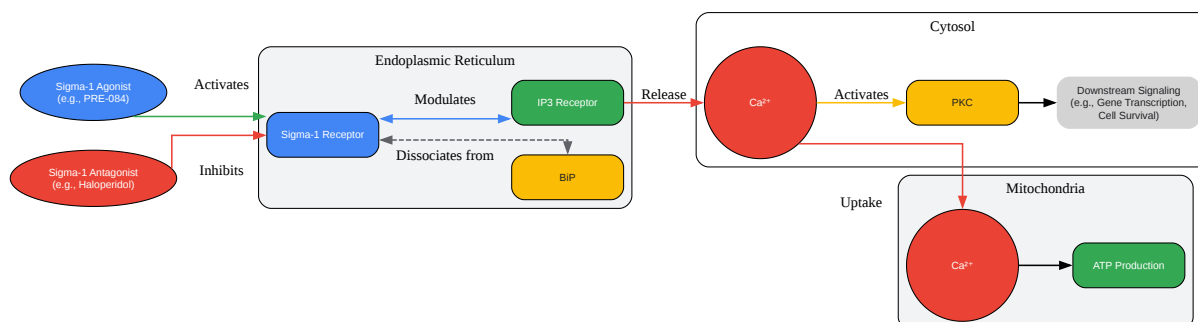 Cytosol
Endoplasmic Reticulum
Activates
Sigma-1 Agonist
(e.g., PRE-084)
Modulates
IP3 Receptor
Release
Ca²⁺
Activates
PKC
Downstream Signaling
(e.g., Gene Transcription,
Cell Survival)
Sigma-1 Receptor
Dissociates from
Inhibits
Sigma-1 Antagonist
(e.g., Haloperidol)
BiP
Mitochondria
Uptake
Ca²⁺
ATP Production